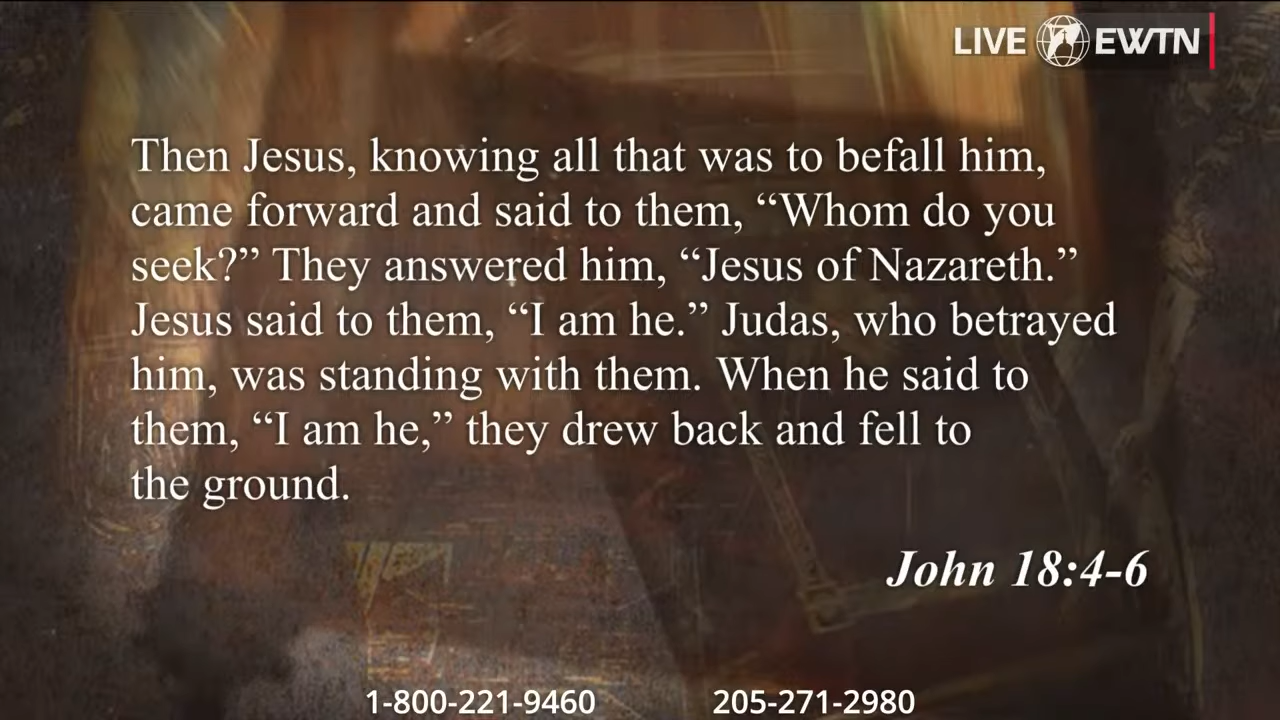 LIVE EWTN
Then Jesus, knowing all that was to befall him,
came forward and said to them, “Whom do you
seek?” They answered him, “Jesus of Nazareth.”
Jesus said to them, “I am he.” Judas, who betrayed
him, was standing with them. When he said to
them, “I am he,” they drew back and fell to
the ground.
John 18:4-6
1-800-221-9460 205-271-2980